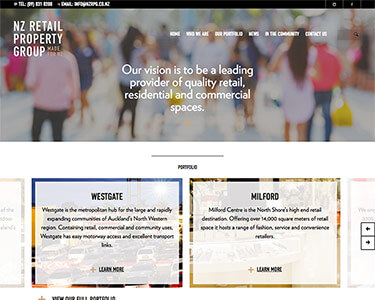 TEL: (09) 831 0200 EMAIL: INFO@NZRPG.CO.NZ
NZ RETAIL
PROPERTY
GROUP MADE
FOR NZ
HOME WHO WE ARE OUR PORTFOLIO NEWS IN THE COMMUNITY CONTACT US
Our vision is to be a leading
provider of quality retail,
residential and commercial
spaces.
PORTFOLIO
WESTGATE
Westgate is the metropolitan hub for the large and rapidly
expanding communities of Auckland's North Western
region. Containing retail, commercial and community uses,
Westgate has easy motorway access and excellent transport
links.
LEARN MORE
MILFORD
Milford Centre is the North Shore's high end retail
destination. Offering over 14,000 square meters of retail
space it hosts a range of fashion, service and convenience
retailers.
LEARN MORE
VIEW OUR FULL PORTFOLIO